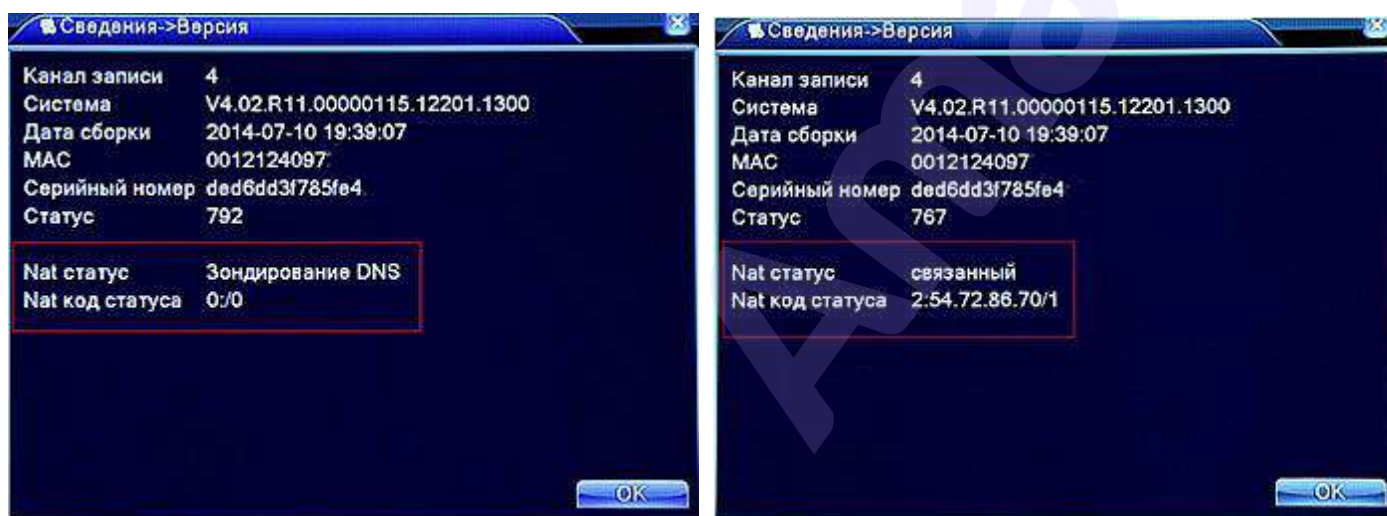 Сведения->Версия
Канал записи 4
Система V4.02.R11.00000115.12201.1300
Дата сборки 2014-07-10 19:39:07
MAC 0012124097
Серийный номер ded6dd3f785fe4
Статус 792
Nat статус Зондирование DNS
Nat код статуса 0:/0
OK
Сведения->Версия
Канал записи 4
Система V4.02.R11.00000115.12201.1300
Дата сборки 2014-07-10 19:39:07
MAC 0012124097
Серийный номер ded6dd3f785fe4
Статус 767
Nat статус связанный
Nat код статуса 2:54.72.86.70/1
OK